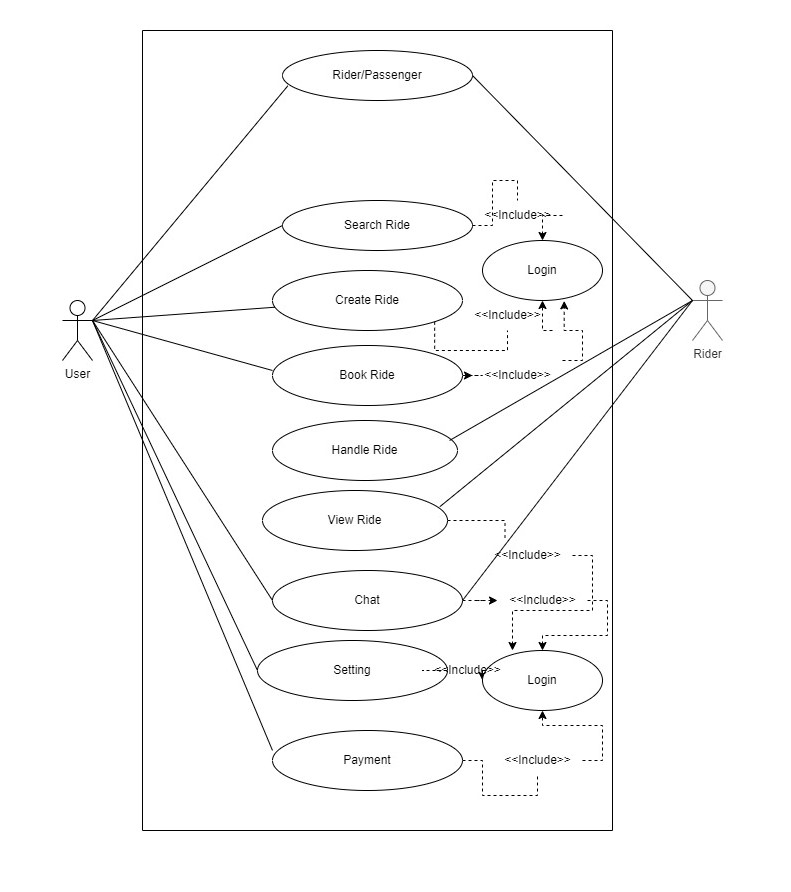 Rider/Passenger
Search Ride
<<Include>>
Login
Create Ride
<<Include>>
User
Rider
Book Ride
<<Include>>
Handle Ride
View Ride
<<Include>>
Chat
<<Include>>
Setting
<<Include>>
Login
Payment
<<Include>>